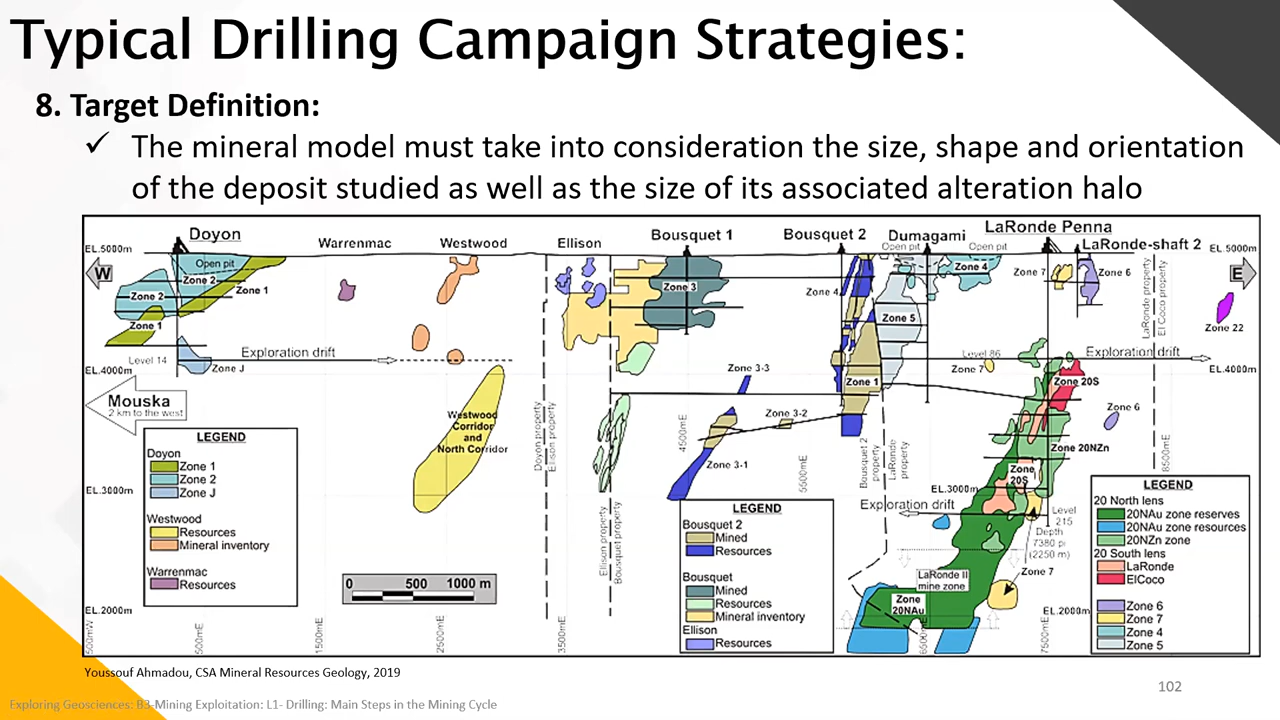 Typical Drilling Campaign Strategies:
8. Target Definition:
✓ The mineral model must take into consideration the size, shape and orientation
of the deposit studied as well as the size of its associated alteration halo
Doyon
Warrenmac
Westwood
Ellison
Bousquet 1
Bousquet 2
Dumagami
LaRonde Penna
LaRonde-shaft 2
EL.5000m
EL.5000m
Open pit
Open pit
Open pit
W
E
Zone 2
Zone 2
Zone 1
Zone 1
Zone 3
Zone 4
Zone 4
Zone 5
Zone 7
Zone 6
Zone 22
LaRonde property
El Coco property
Level 14
Zone J
Exploration drift
Level 86
Zone 7
Exploration drift
EL.4000m
EL.4000m
Mouska
2 km to the west
Westwood
Corridor
and
North Corridor
Doyon property
Ellison property
Zone 3-3
Zone 3-2
Zone 3-1
Zone 1
4500mE
5500mE
Bousquet 2
property
LaRonde
property
Zone 20S
Zone 6
Zone 20NZn
Zone
20S
8500mE
EL.3000m
EL.3000m
Exploration drift
Level
215
Depth
7380 pi
(2250 m)
Zone 7
LaRonde II
mine zone
Zone
20NAu
Ellison property
Bousquet property
EL.2000m
EL.2000m
500mW
500mE
1500mE
2500mE
3500mE
6500mE
7500mE
0 500 1000 m
LEGEND
Doyon
Zone 1
Zone 2
Zone J
Westwood
Resources
Mineral inventory
Warrenmac
Resources
LEGEND
Bousquet 2
Mined
Resources
Bousquet
Mined
Resources
Mineral inventory
Ellison
Resources
LEGEND
20 North lens
20NAu zone reserves
20NAu zone resources
20NZn zone
20 South lens
LaRonde
ElCoco
Zone 6
Zone 7
Zone 4
Zone 5
Youssouf Ahmadou, CSA Mineral Resources Geology, 2019
102
Exploring Geosciences: B3-Mining Exploitation: L1- Drilling: Main Steps in the Mining Cycle